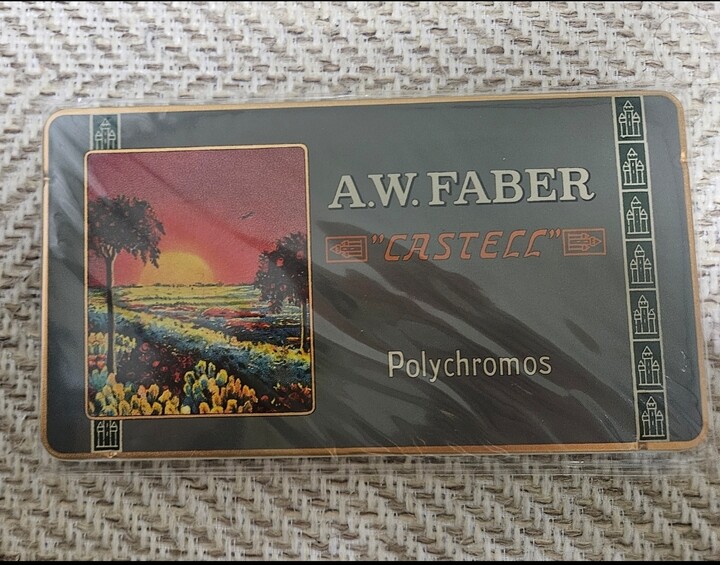 A.W. FABER
"CASTELL"
Polychromos